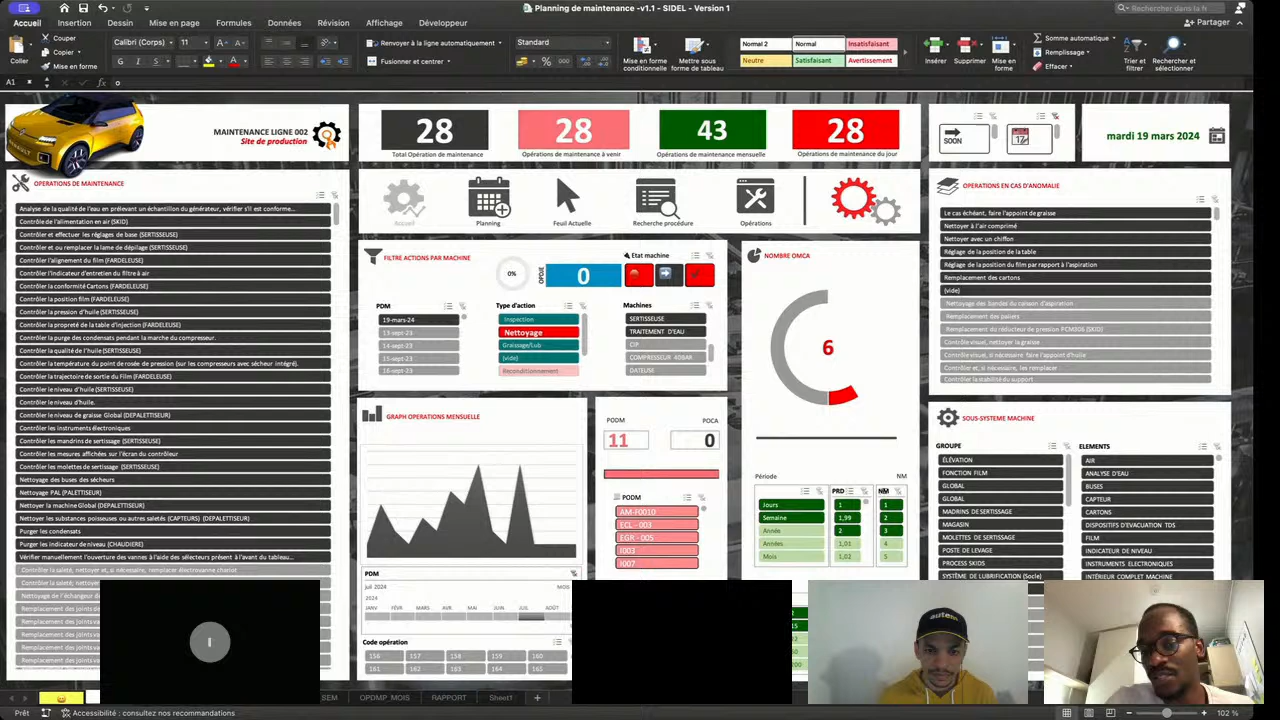 Planning de maintenance -v1.1 - SIDEL - Version 1
Rechercher dans la f
Accueil
Insertion
Dessin
Mise en page
Formules
Données
Révision
Affichage
Développeur
Partager
Coller
Couper
Copier
Mise en forme
Calibri (Corps)
11
G I S
Renvoyer à la ligne automatiquement
Fusionner et centrer
Standard
Mise en forme conditionnelle
Mettre sous forme de tableau
Normal 2
Normal
Insatisfaisant
Neutre
Satisfaisant
Avertissement
Insérer
Supprimer
Mise en forme
Somme automatique
Remplissage
Effacer
Trier et filtrer
Rechercher et sélectionner
A1
fx
MAINTENANCE LIGNE 002
Site de production
28
Total Opération de maintenance
28
Opérations de maintenance à venir
43
Opérations de maintenance mensuelle
28
Opérations de maintenance du jour
SOON
17
mardi 19 mars 2024
OPERATIONS DE MAINTENANCE
Analyse de la qualité de l'eau en prélevant un échantillon du générateur, vérifier s'il est conforme...
Contrôle de l'alimentation en air (SKID)
Contrôle et effectuer les réglages de base (SERTISSEUSE)
Contrôle et ou remplacer la lame de dépilage (SERTISSEUSE)
Contrôle de l'alignement du film (FARDELEUSE)
Contrôle de l'indicateur d'entretien du filtre à air
Contrôler la conformité Cartons (FARDELEUSE)
Contrôler la position film (FARDELEUSE)
Contrôler la pression d'huile (SERTISSEUSE)
Contrôler la propreté de la table d'injection (FARDELEUSE)
Contrôler la purge des condensats pendant la marche du compresseur.
Contrôler la qualité de l'huile (SERTISSEUSE)
Contrôler la température du point de rosée de pression (sur les compresseurs avec sécheur intégré).
Contrôler la trajectoire de sortie du Film (FARDELEUSE)
Contrôler le niveau d'huile (SERTISSEUSE)
Contrôler le niveau d'huile.
Contrôler le niveau de graisse Global (DEPALETTISEUR)
Contrôler les instruments électroniques
Contrôler les mandrins de sertissage (SERTISSEUSE)
Contrôler les mesures affichées sur l'écran du contrôleur
Contrôler les molettes de sertissage (SERTISSEUSE)
Nettoyage des buses des sécheurs
Nettoyage PAL (PALETTISEUR)
Nettoyer la machine Global (DEPALETTISEUR)
Nettoyer les substances poisseuses ou autres saletés (CAPTEURS) (DEPALETTISEUR)
Purger les condensats
Purger les indicateur de niveau (CHAUDIERE)
Vérifier manuellement l'ouverture des vannes à l'aide des sélecteurs présent à l'avant du tableau...
Accueil
Planning
Feuil Actuelle
Recherche procédure
Opérations
FILTRE ACTIONS PAR MACHINE
0%
OPDJE
0
Etat machine
PDM
19-mars-24
13-sept-23
14-sept-23
15-sept-23
16-sept-23
Type d'action
Inspection
Nettoyage
Graissage/Lub
(vide)
Reconditionnement
Machines
SERTISSEUSE
TRAITEMENT D'EAU
CIP
COMPRESSEUR 40BAR
DATEUSE
NOMBRE OMCA
6
Période
NM
PRD
NM
Jours
1
1
Semaine
1,99
2
Année
2
3
Années
1,01
4
Mois
1,02
5
GRAPH OPERATIONS MENSUELLE
PDM
juil 2024
MOIS
2024
JANV FÉVR MARS AVR MAI JUIN JUIL AOÛT
Code opération
156 157 158 159 160
161 162 163 164 165
PODM
POCA
11
0
PODM
AM-F0010
ECL - 003
EGR - 005
I003
I007
OPERATIONS EN CAS D'ANOMALIE
Le cas échéant, faire l'appoint de graisse
Nettoyer à l'air comprimé
Nettoyer avec un chiffon
Réglage de la position de la table
Réglage de la position du film par rapport à l'aspiration
Remplacement des cartons
(vide)
Nettoyage des bandes du caisson d'aspiration
Remplacement des paliers
Remplacement du réducteur de pression PCM306 (SKID)
Contrôle visuel, nettoyer la graisse
Contrôle visuel, si nécessaire faire l'appoint d'huile
Contrôle et, si nécessaire, les remplacer
Contrôler la stabilité du support
SOUS-SYSTEME MACHINE
GROUPE
ÉLÉVATION
FONCTION FILM
GLOBAL
GLOBAL
MADRINS DE SERTISSAGE
MAGASIN
MOLETTES DE SERTISSAGE
POSTE DE LEVAGE
PROCESS SKIDS
SYSTÈME DE LUBRIFICATION (Socle)
ELEMENTS
AIR
ANALYSE D'EAU
BUSES
CAPTEUR
CARTONS
DISPOSITIFS D'EVACUATION TDS
FILM
INDICATEUR DE NIVEAU
INSTRUMENTS ELECTRONIQUES
INTÉRIEUR COMPLET MACHINE
I
SEM
OPDMP_MOIS
RAPPORT
Sheet1
+
Prêt
Accessibilité : consultez nos recommandations
102 %